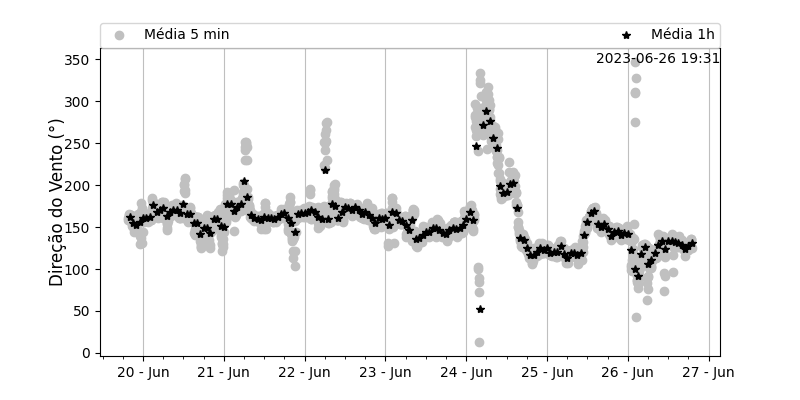 Média 5 min
Média 1h
2023-06-26 19:31
Direção do Vento (°)
350
300
250
200
150
100
50
0
20 - Jun
21 - Jun
22 - Jun
23 - Jun
24 - Jun
25 - Jun
26 - Jun
27 - Jun